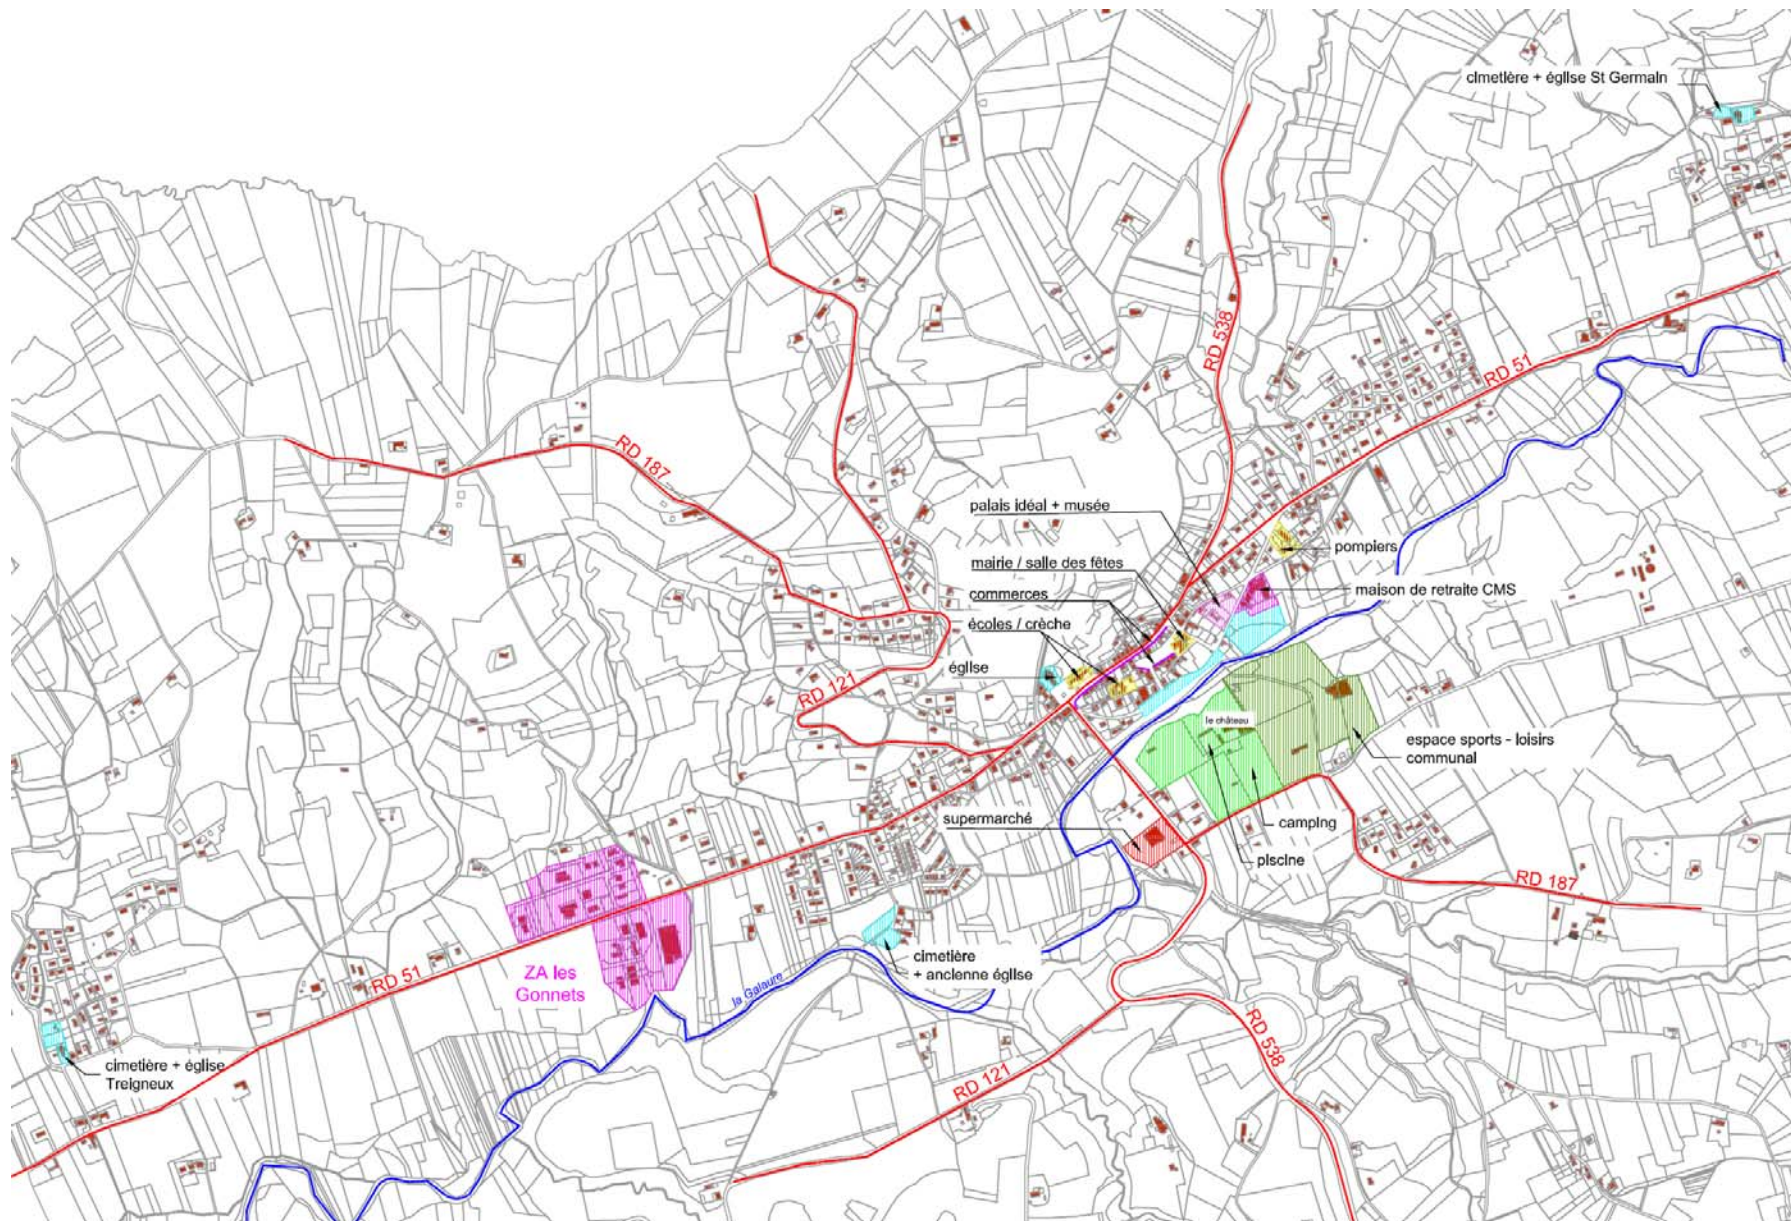 cimetière + église St Germain
RD 538
RD 51
RD 187
palais idéal + musée
pompiers
mairie / salle des fêtes
maison de retraite CMS
commerces
écoles / crèche
église
RD 121
le château
espace sports - loisirs
communal
supermarché
camping
piscine
RD 187
cimetière
+ ancienne église
ZA les
Gonnets
RD 51
la Galaure
RD 538
cimetière + église
Treigneux
RD 121